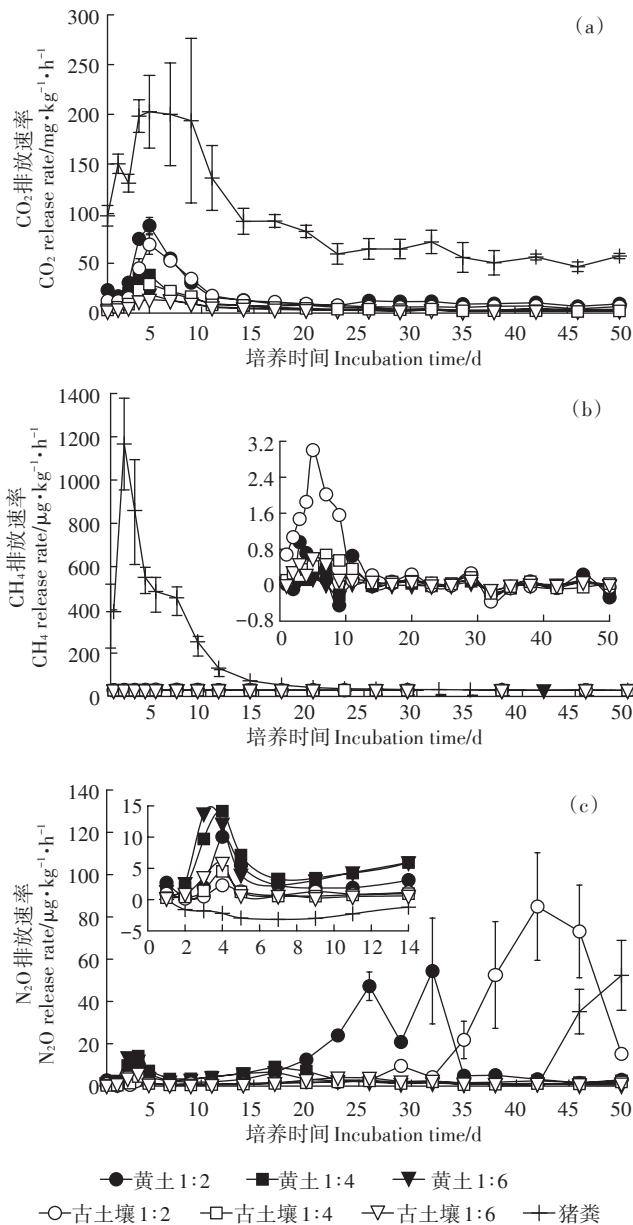 (a)
300
250
200
150
100
50
0
CO₂排放速率
CO₂ release rate/mg·kg⁻¹·h⁻¹
5 10 15 20 25 30 35 40 45 50
培养时间 Incubation time/d
(b)
1400
1200
1000
800
600
400
200
0
CH₄排放速率
CH₄ release rate/μg·kg⁻¹·h⁻¹
3.2
2.4
1.6
0.8
0
-0.8
0 10 20 30 40 50
5 10 15 20 25 30 35 40 45 50
培养时间 Incubation time/d
(c)
140
120
100
80
60
40
20
0
N₂O排放速率
N₂O release rate/μg·kg⁻¹·h⁻¹
15
10
5
0
−5
0 2 4 6 8 10 12 14
5 10 15 20 25 30 35 40 45 50
培养时间 Incubation time/d
黄土1:2 黄土1:4 黄土1:6
古土壤1:2 古土壤1:4 古土壤1:6 猪粪